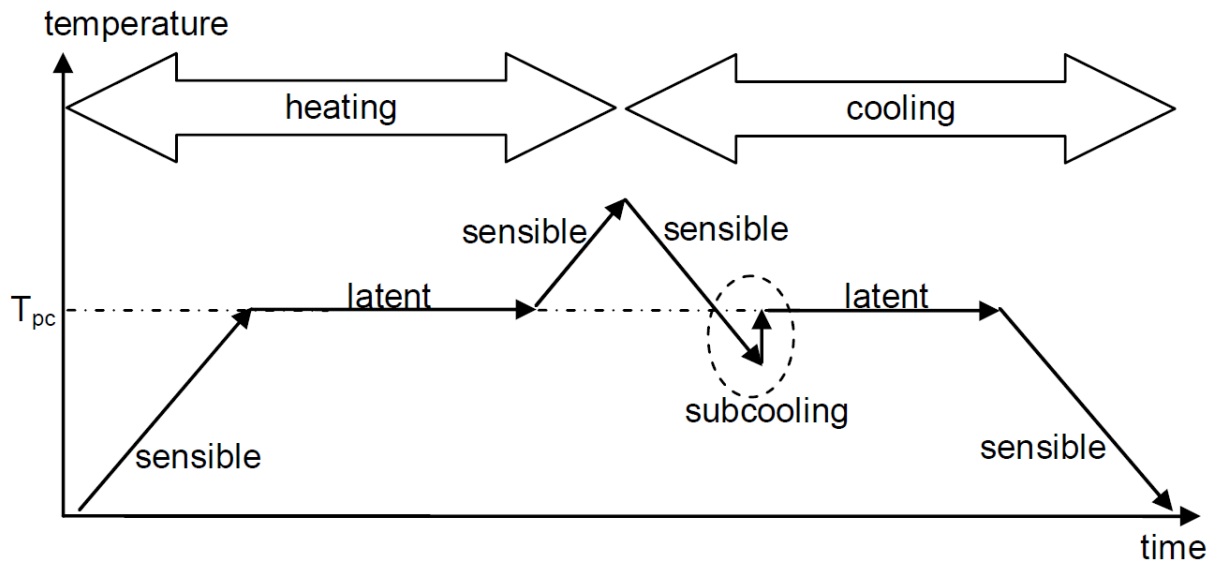 temperature
heating
cooling
sensible
sensible
T_pc
latent
latent
subcooling
sensible
sensible
time